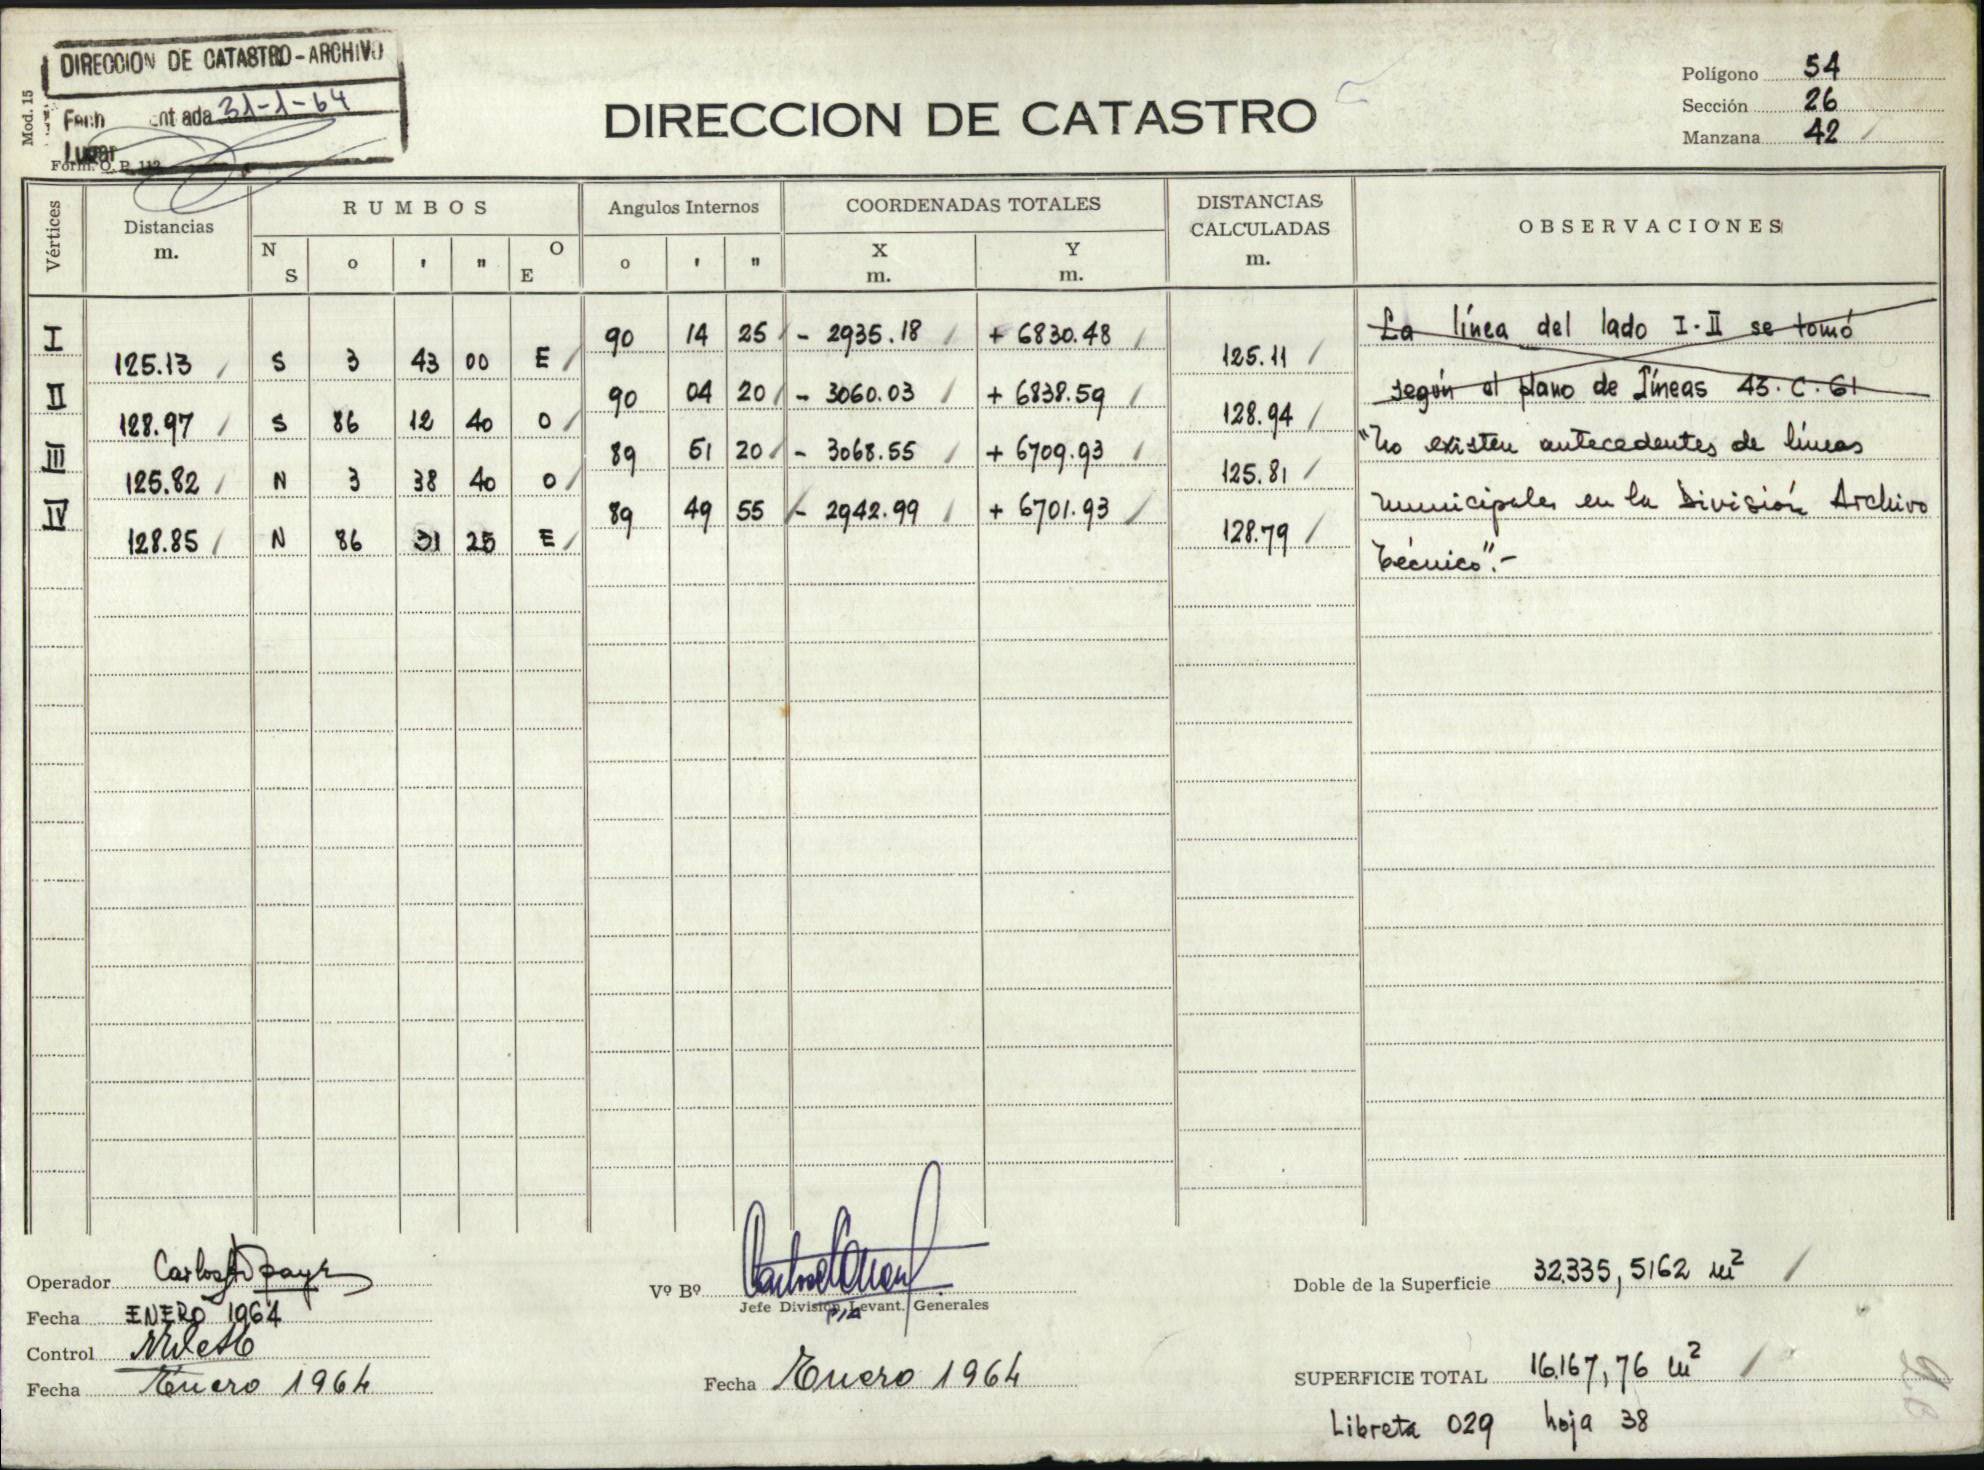 DIRECCION DE CATASTRO - ARCHIVO
31-1-64
Mod. 15
DIRECCION DE CATASTRO
Polígono 54
Sección 26
Manzana 42
Vértices
Distancias m.
RUMBOS
N S o ' " O E
Angulos Internos
o ' "
COORDENADAS TOTALES
X m. Y m.
DISTANCIAS CALCULADAS m.
OBSERVACIONES
I 90 14 25 - 2935.18 + 6830.48
125.13 S 3 43 00 E 125.11
II 90 04 20 - 3060.03 + 6838.59
128.97 S 86 12 40 O 128.94
III 89 51 20 - 3068.55 + 6709.93
125.82 N 3 38 40 O 125.81
IV 89 49 55 - 2942.99 + 6701.93
128.85 N 86 31 25 E 128.79
La línea del lado I-II se tomó
según el plano de líneas 43-C-61
"No existen antecedentes de líneas
municipales en la División Archivo
Técnico".-
Operador
Fecha ENERO 1964
Control
Fecha Enero 1964
Vº Bº
Jefe División Levant. Generales
Fecha Enero 1964
Doble de la Superficie 32.335,5162 m²
SUPERFICIE TOTAL 16.167,76 m²
Libreta 029 hoja 38